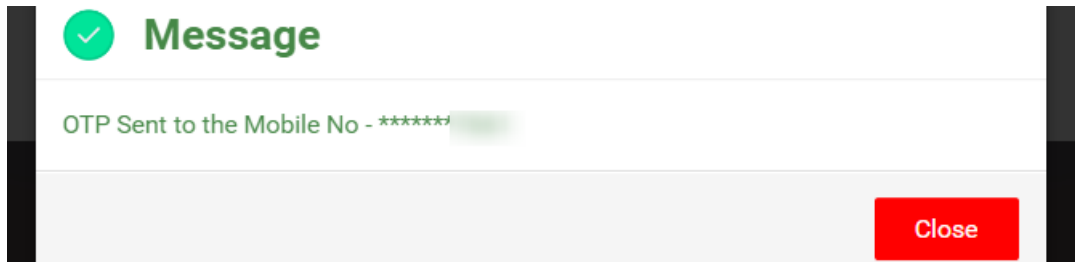 Message
OTP Sent to the Mobile No - *******
Close